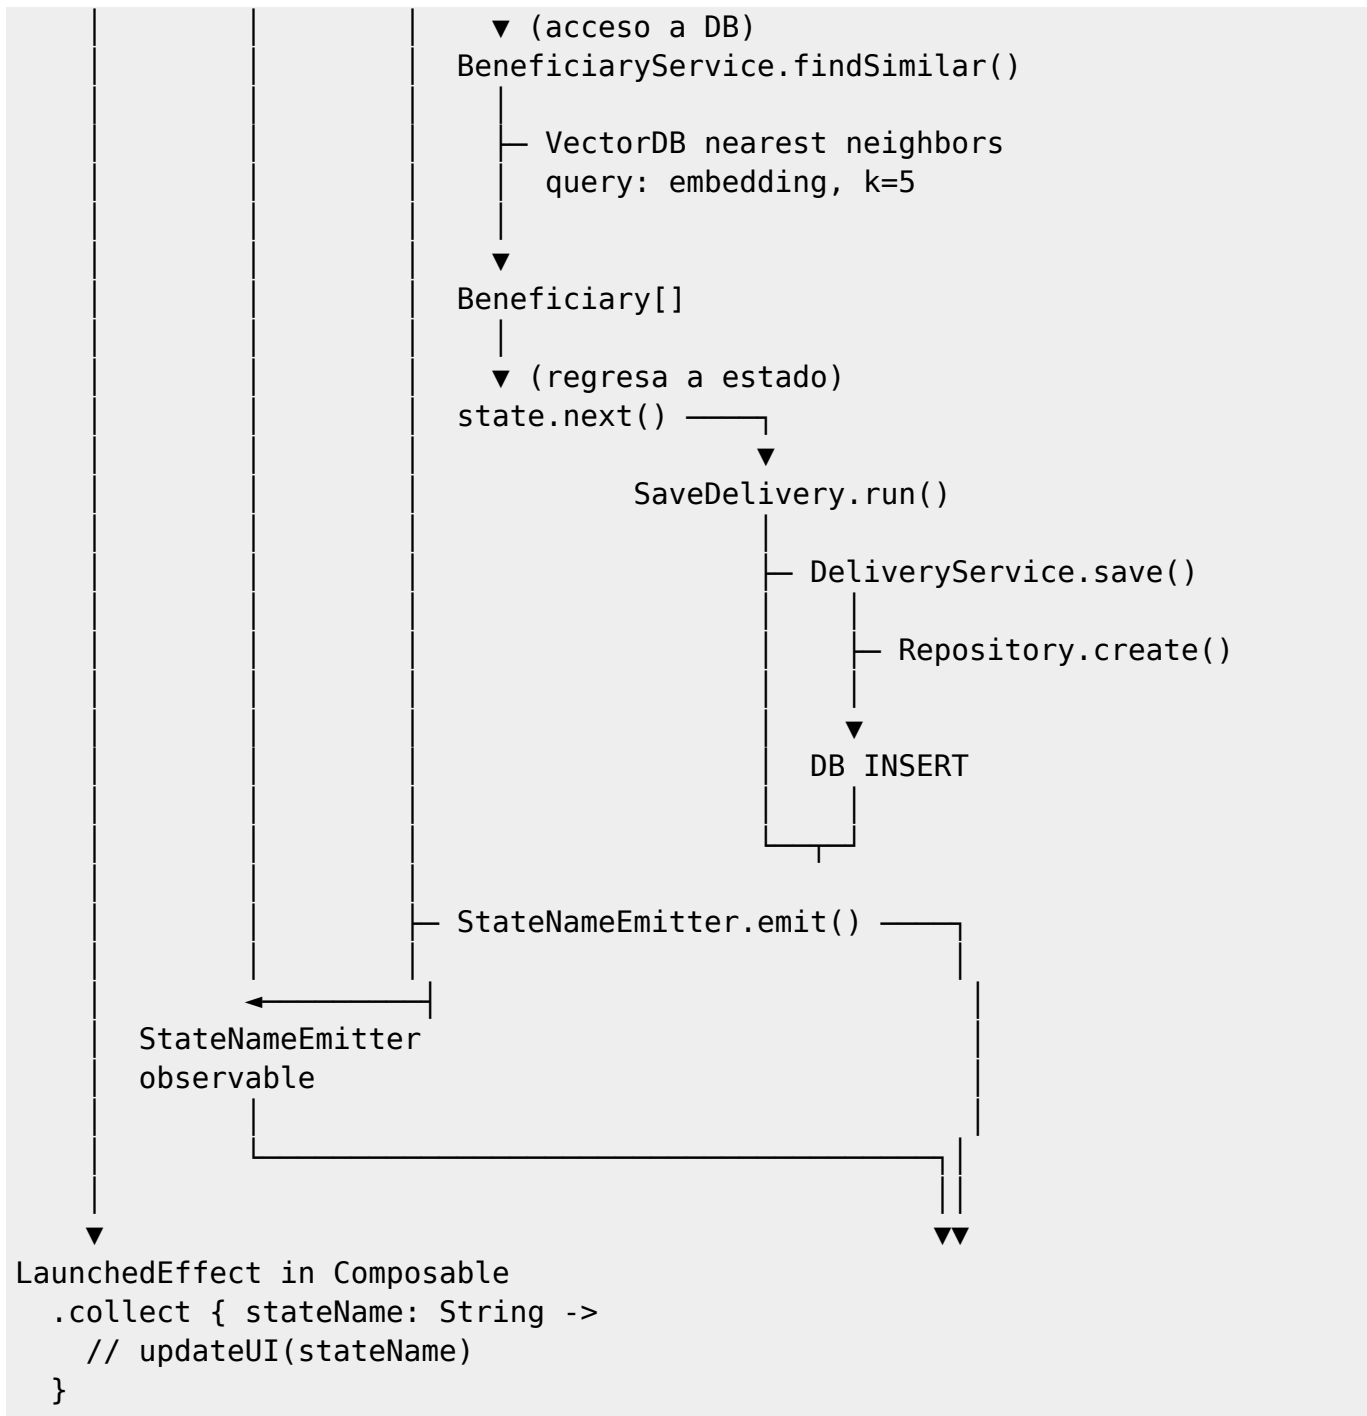 ▼ (acceso a DB)
BeneficiaryService.findSimilar()
VectorDB nearest neighbors
query: embedding, k=5
Beneficiary[]
▼ (regresa a estado)
state.next()
SaveDelivery.run()
DeliveryService.save()
Repository.create()
DB INSERT
StateNameEmitter.emit()
StateNameEmitter
observable
LaunchedEffect in Composable
.collect { stateName: String ->
// updateUI(stateName)
}